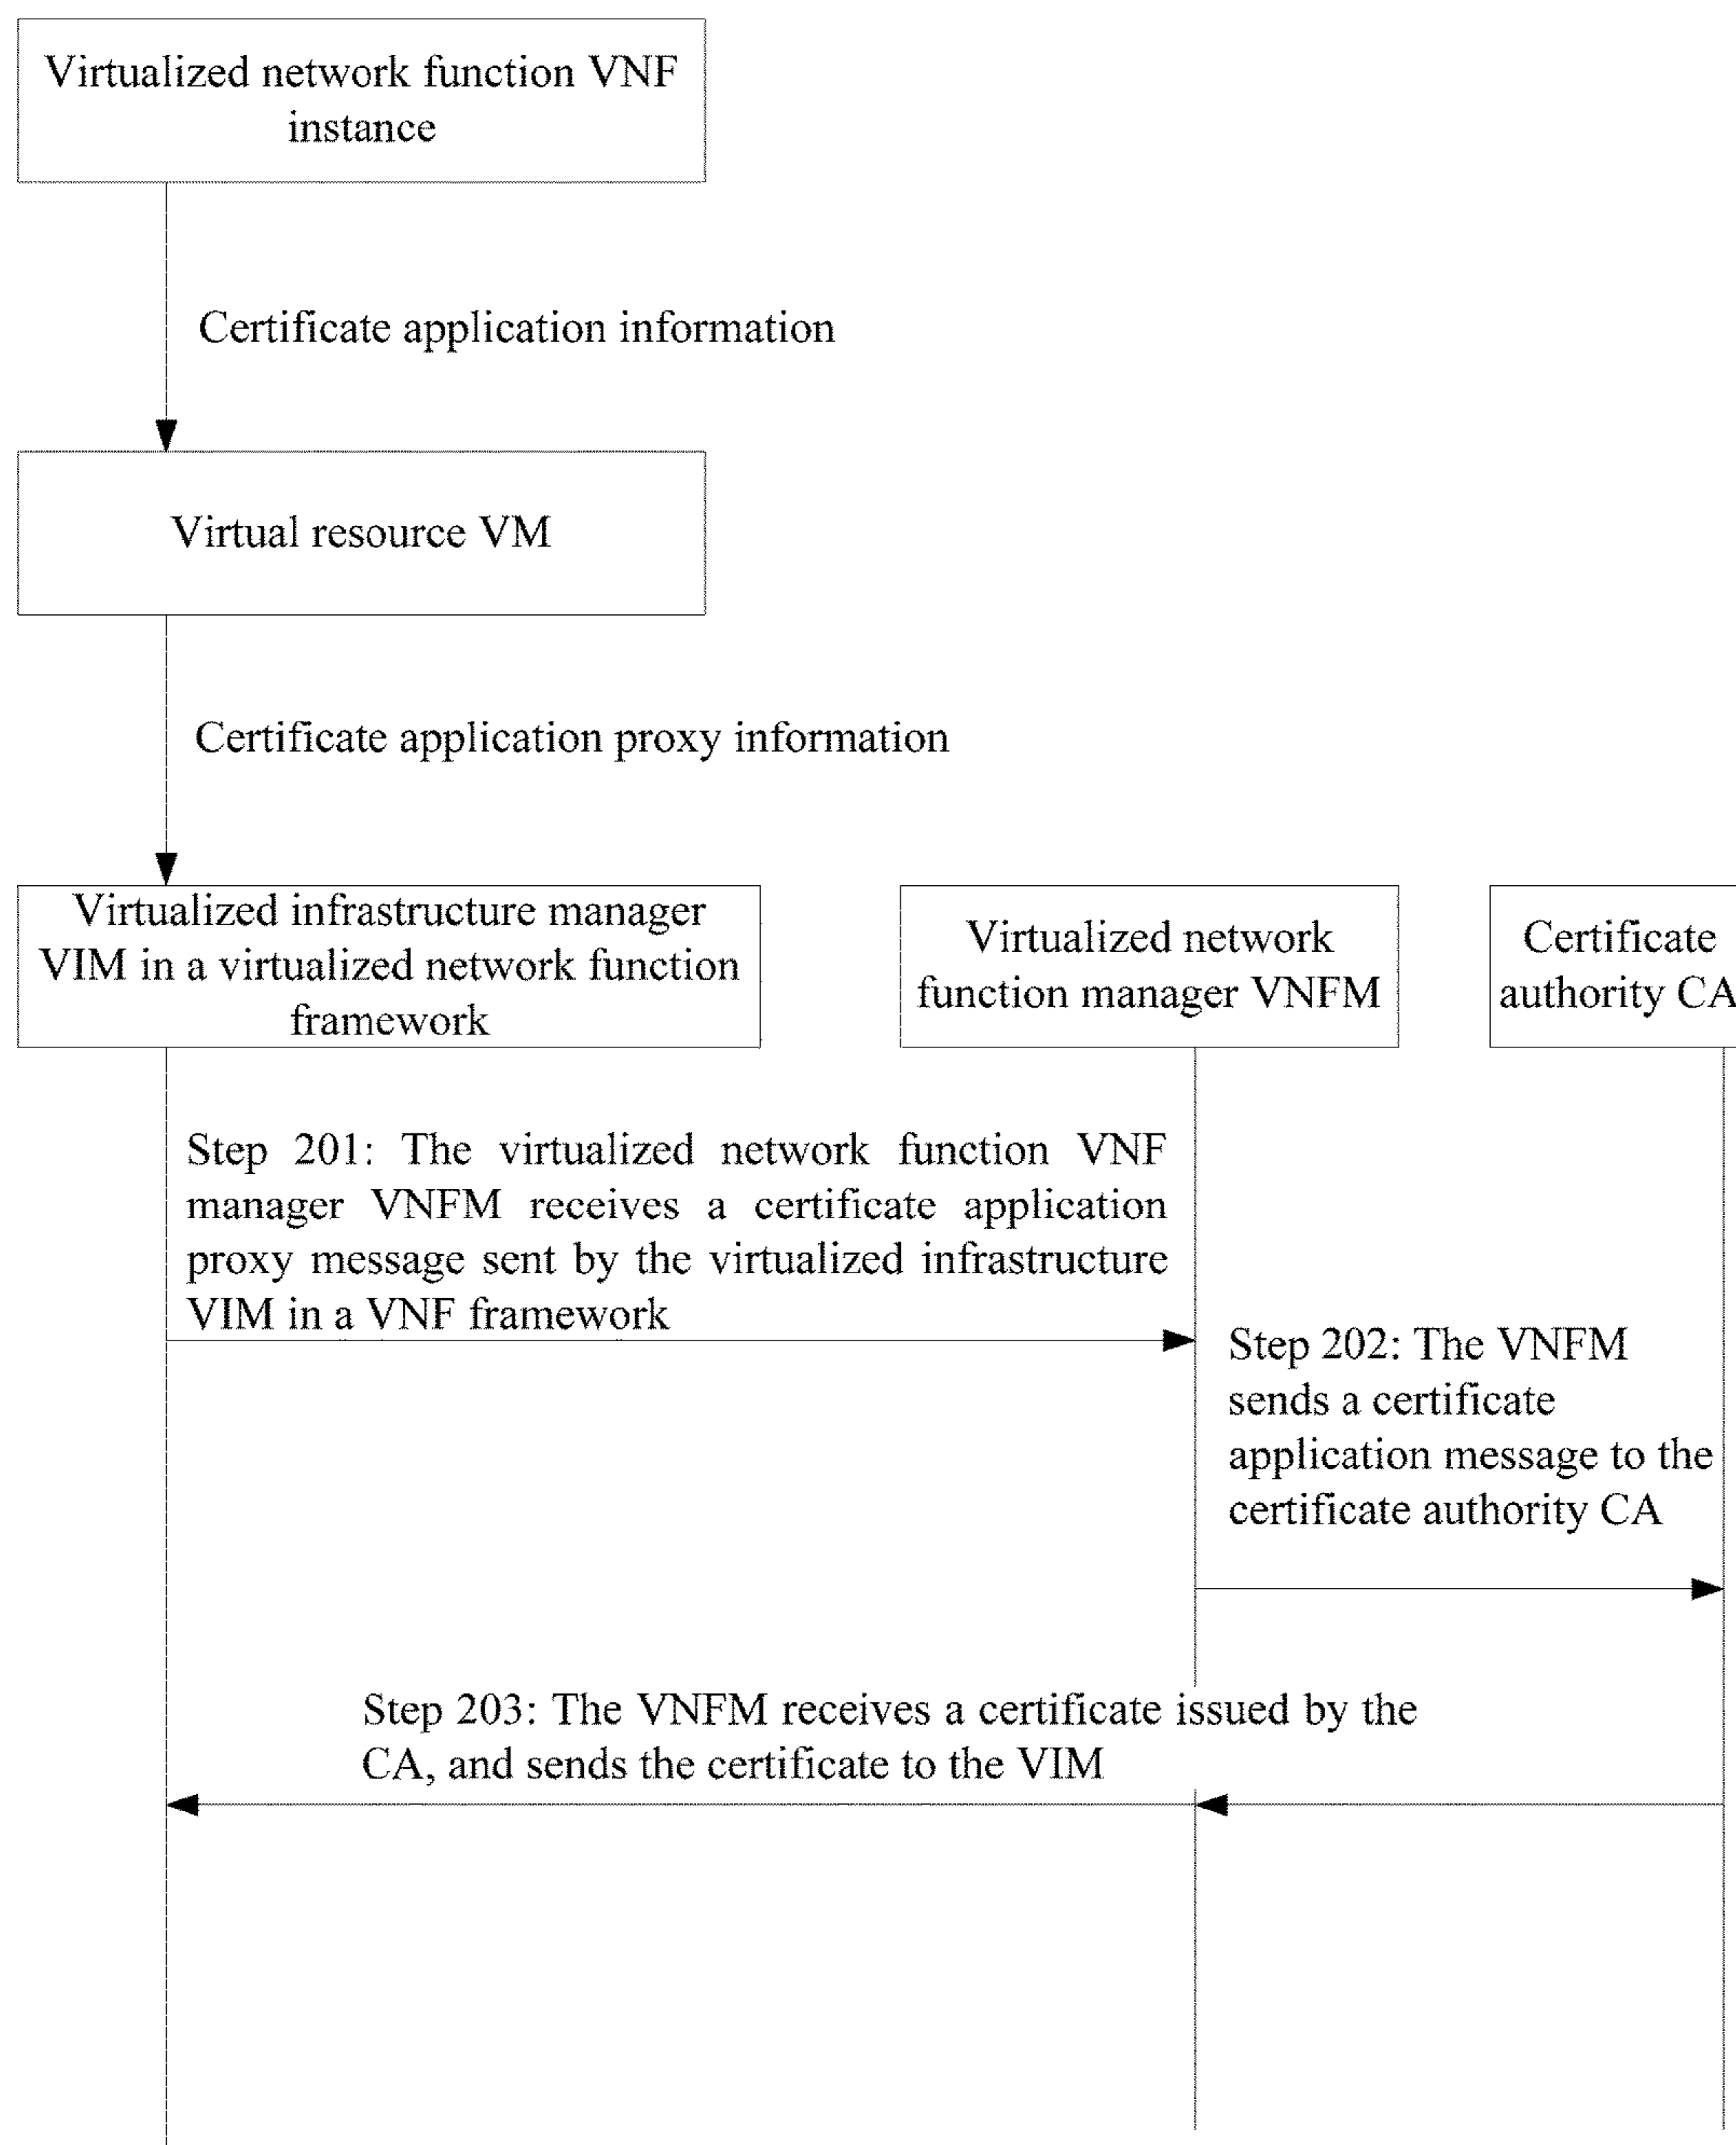 Virtualized network function VNF
instance
Certificate application information
Virtual resource VM
Certificate application proxy information
Virtualized infrastructure manager
VIM in a virtualized network function
framework
Virtualized network
function manager VNFM
Certificate
authority CA
Step 201: The virtualized network function VNF
manager VNFM receives a certificate application
proxy message sent by the virtualized infrastructure
VIM in a VNF framework
Step 202: The VNFM
sends a certificate
application message to the
certificate authority CA
Step 203: The VNFM receives a certificate issued by the
CA, and sends the certificate to the VIM